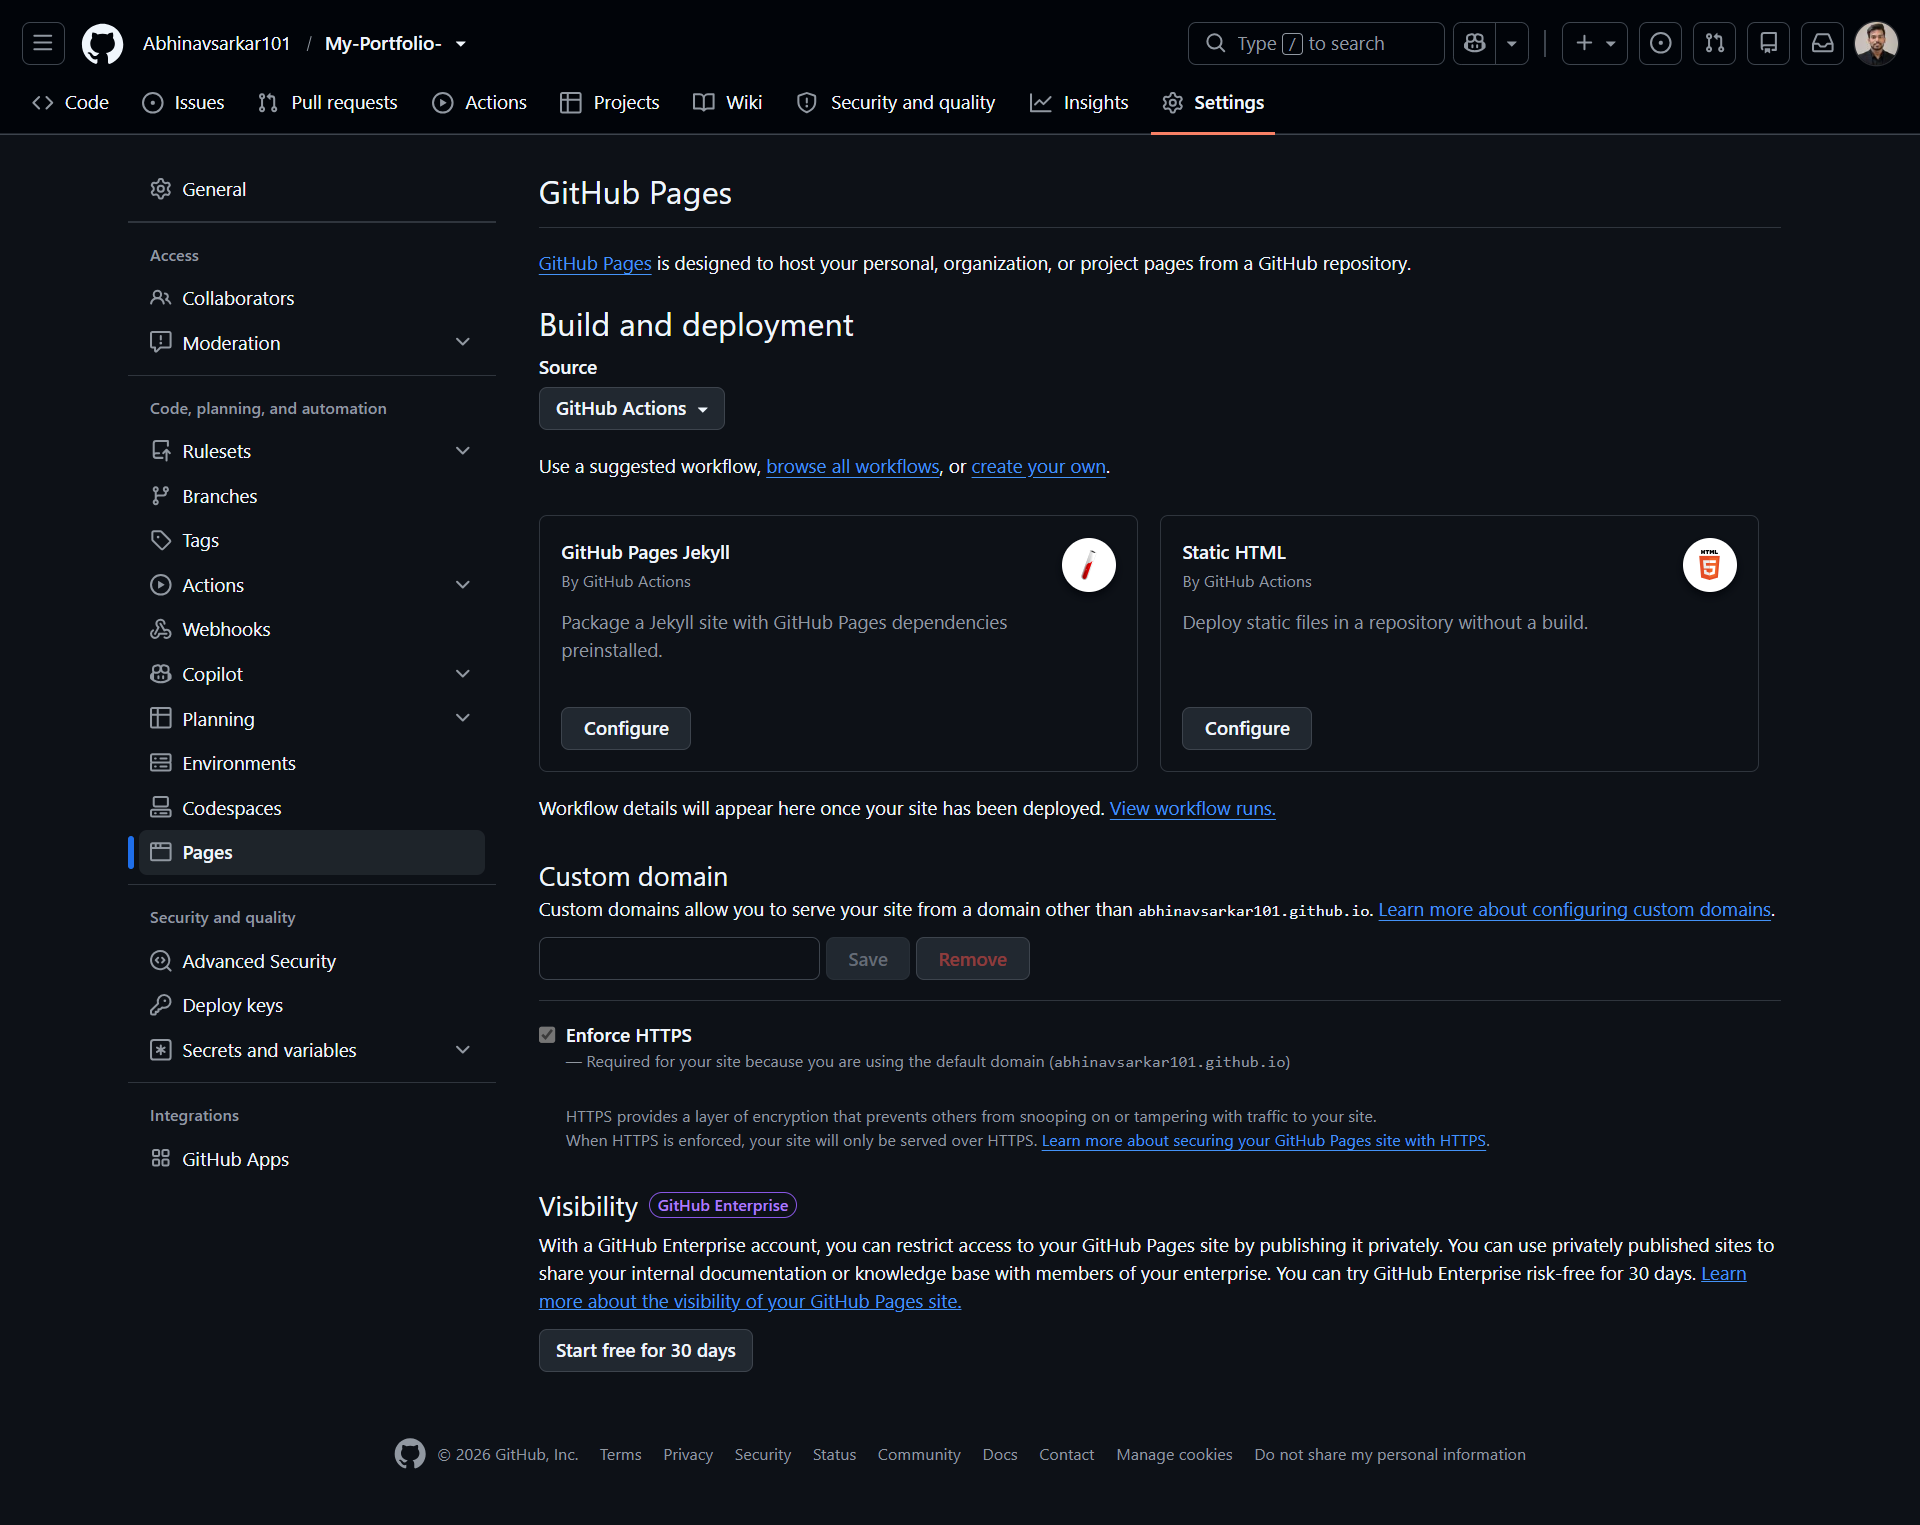 Abhinavsarkar101 / My-Portfolio-
Type / to search
Code Issues Pull requests Actions Projects Wiki Security and quality Insights Settings
General
Access
Collaborators
Moderation
Code, planning, and automation
Rulesets
Branches
Tags
Actions
Webhooks
Copilot
Planning
Environments
Codespaces
Pages
Security and quality
Advanced Security
Deploy keys
Secrets and variables
Integrations
GitHub Apps
GitHub Pages
GitHub Pages is designed to host your personal, organization, or project pages from a GitHub repository.
Build and deployment
Source
GitHub Actions
Use a suggested workflow, browse all workflows, or create your own.
GitHub Pages Jekyll
By GitHub Actions
Package a Jekyll site with GitHub Pages dependencies
preinstalled.
Configure
Static HTML
By GitHub Actions
HTML
5
Deploy static files in a repository without a build.
Configure
Workflow details will appear here once your site has been deployed. View workflow runs.
Custom domain
Custom domains allow you to serve your site from a domain other than abhinavsarkar101.github.io. Learn more about configuring custom domains.
Save Remove
Enforce HTTPS
— Required for your site because you are using the default domain (abhinavsarkar101.github.io)
HTTPS provides a layer of encryption that prevents others from snooping on or tampering with traffic to your site.
When HTTPS is enforced, your site will only be served over HTTPS. Learn more about securing your GitHub Pages site with HTTPS.
Visibility GitHub Enterprise
With a GitHub Enterprise account, you can restrict access to your GitHub Pages site by publishing it privately. You can use privately published sites to
share your internal documentation or knowledge base with members of your enterprise. You can try GitHub Enterprise risk-free for 30 days. Learn
more about the visibility of your GitHub Pages site.
Start free for 30 days
© 2026 GitHub, Inc. Terms Privacy Security Status Community Docs Contact Manage cookies Do not share my personal information